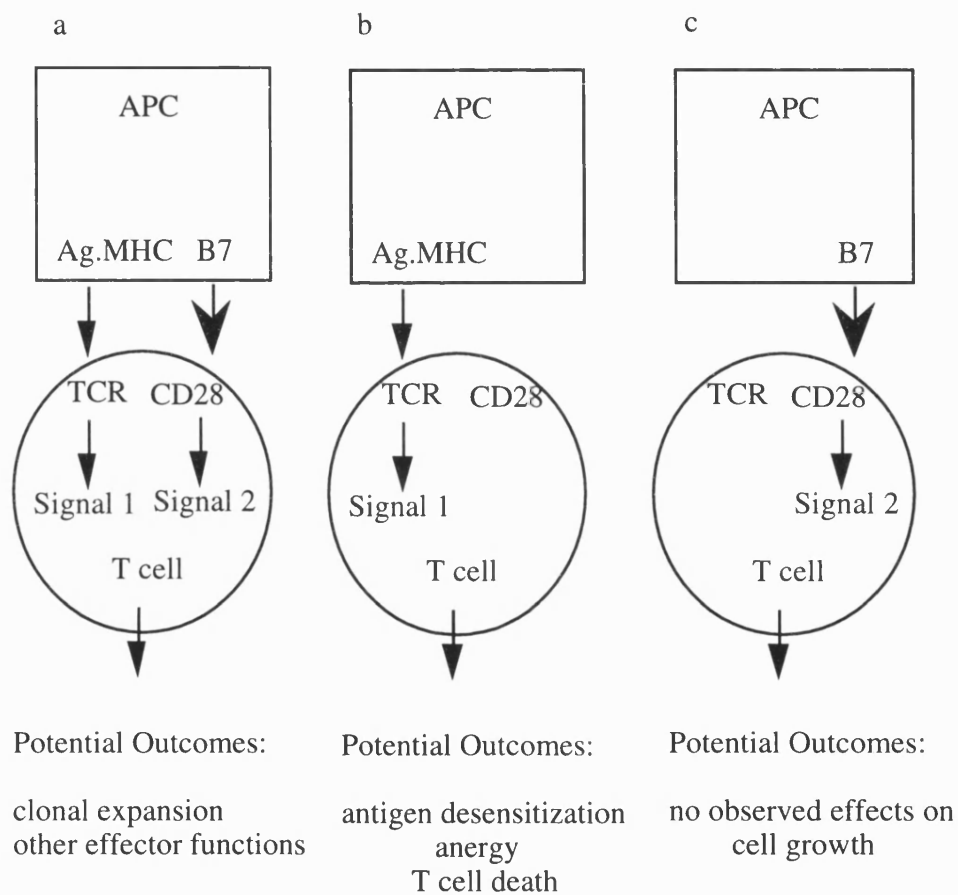 a
APC
Ag.MHC B7
TCR CD28
Signal 1 Signal 2
T cell
Potential Outcomes:
clonal expansion
other effector functions
b
APC
Ag.MHC
TCR CD28
Signal 1
T cell
Potential Outcomes:
antigen desensitization
anergy
T cell death
c
APC
B7
TCR CD28
Signal 2
T cell
Potential Outcomes:
no observed effects on
cell growth